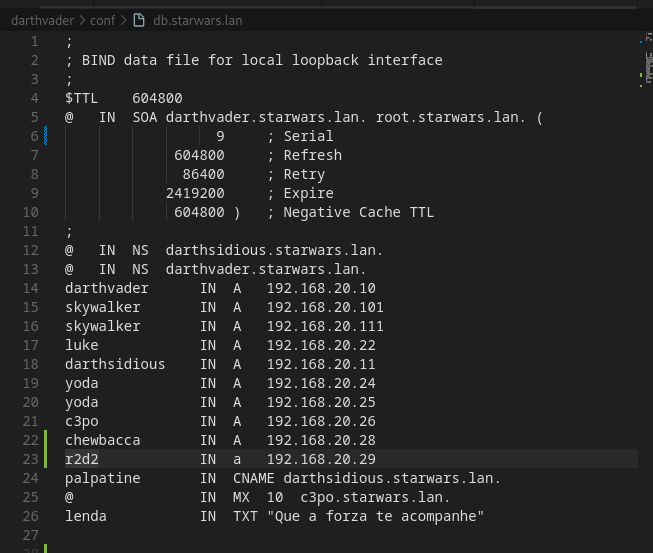 darthvader > conf > db.starwars.lan
1 ;
2 ; BIND data file for local loopback interface
3 ;
4 $TTL 604800
5 @ IN SOA darthvader.starwars.lan. root.starwars.lan. (
6 9 ; Serial
7 604800 ; Refresh
8 86400 ; Retry
9 2419200 ; Expire
10 604800 ) ; Negative Cache TTL
11 ;
12 @ IN NS darthsidious.starwars.lan.
13 @ IN NS darthvader.starwars.lan.
14 darthvader IN A 192.168.20.10
15 skywalker IN A 192.168.20.101
16 skywalker IN A 192.168.20.111
17 luke IN A 192.168.20.22
18 darthsidious IN A 192.168.20.11
19 yoda IN A 192.168.20.24
20 yoda IN A 192.168.20.25
21 c3po IN A 192.168.20.26
22 chewbacca IN A 192.168.20.28
23 r2d2 IN a 192.168.20.29
24 palpatine IN CNAME darthsidious.starwars.lan.
25 @ IN MX 10 c3po.starwars.lan.
26 lenda IN TXT "Que a forza te acompanhe"
27